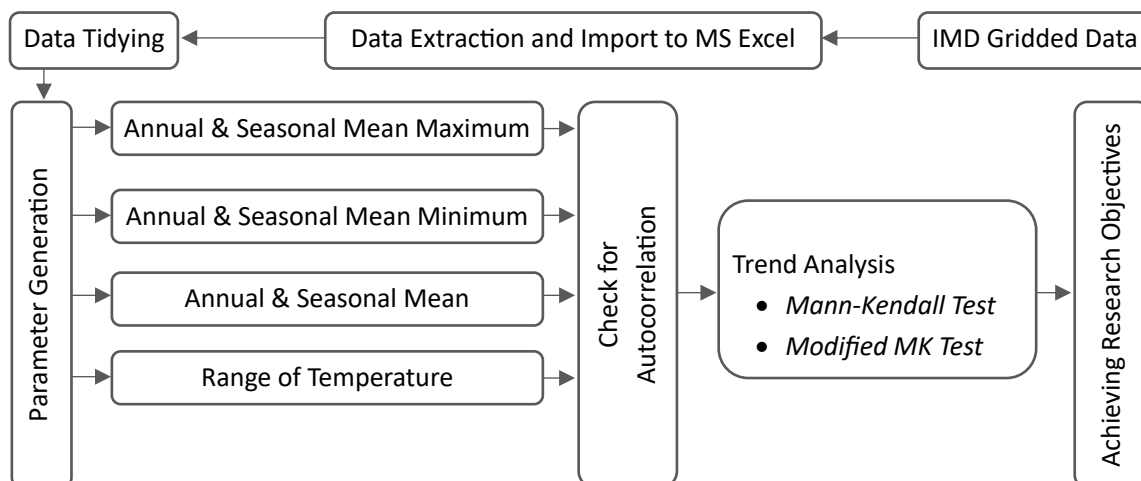 Data Tidying
Data Extraction and Import to MS Excel
IMD Gridded Data
Parameter Generation
Annual & Seasonal Mean Maximum
Annual & Seasonal Mean Minimum
Annual & Seasonal Mean
Range of Temperature
Check for
Autocorrelation
Trend Analysis
• Mann-Kendall Test
• Modified MK Test
Achieving Research Objectives